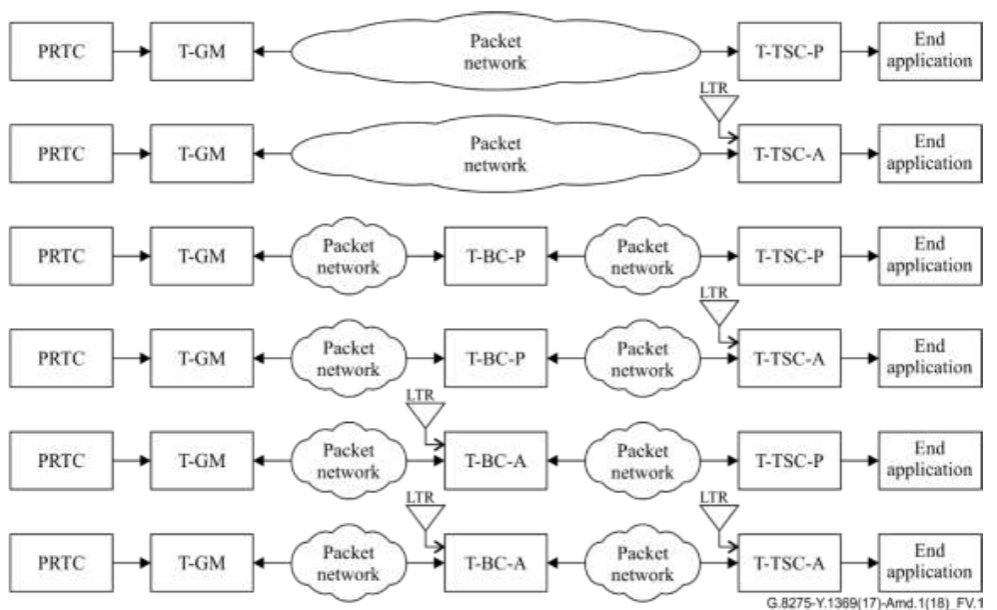 PRTC
T-GM
Packet
network
T-TSC-P
End
application
LTR
PRTC
T-GM
Packet
network
T-TSC-A
End
application
PRTC
T-GM
Packet
network
T-BC-P
Packet
network
T-TSC-P
End
application
LTR
PRTC
T-GM
Packet
network
T-BC-P
Packet
network
T-TSC-A
End
application
LTR
PRTC
T-GM
Packet
network
T-BC-A
Packet
network
T-TSC-P
End
application
LTR
LTR
PRTC
T-GM
Packet
network
T-BC-A
Packet
network
T-TSC-A
End
application
G.8275-Y.1369(17)-Amd.1(18)_FV.1